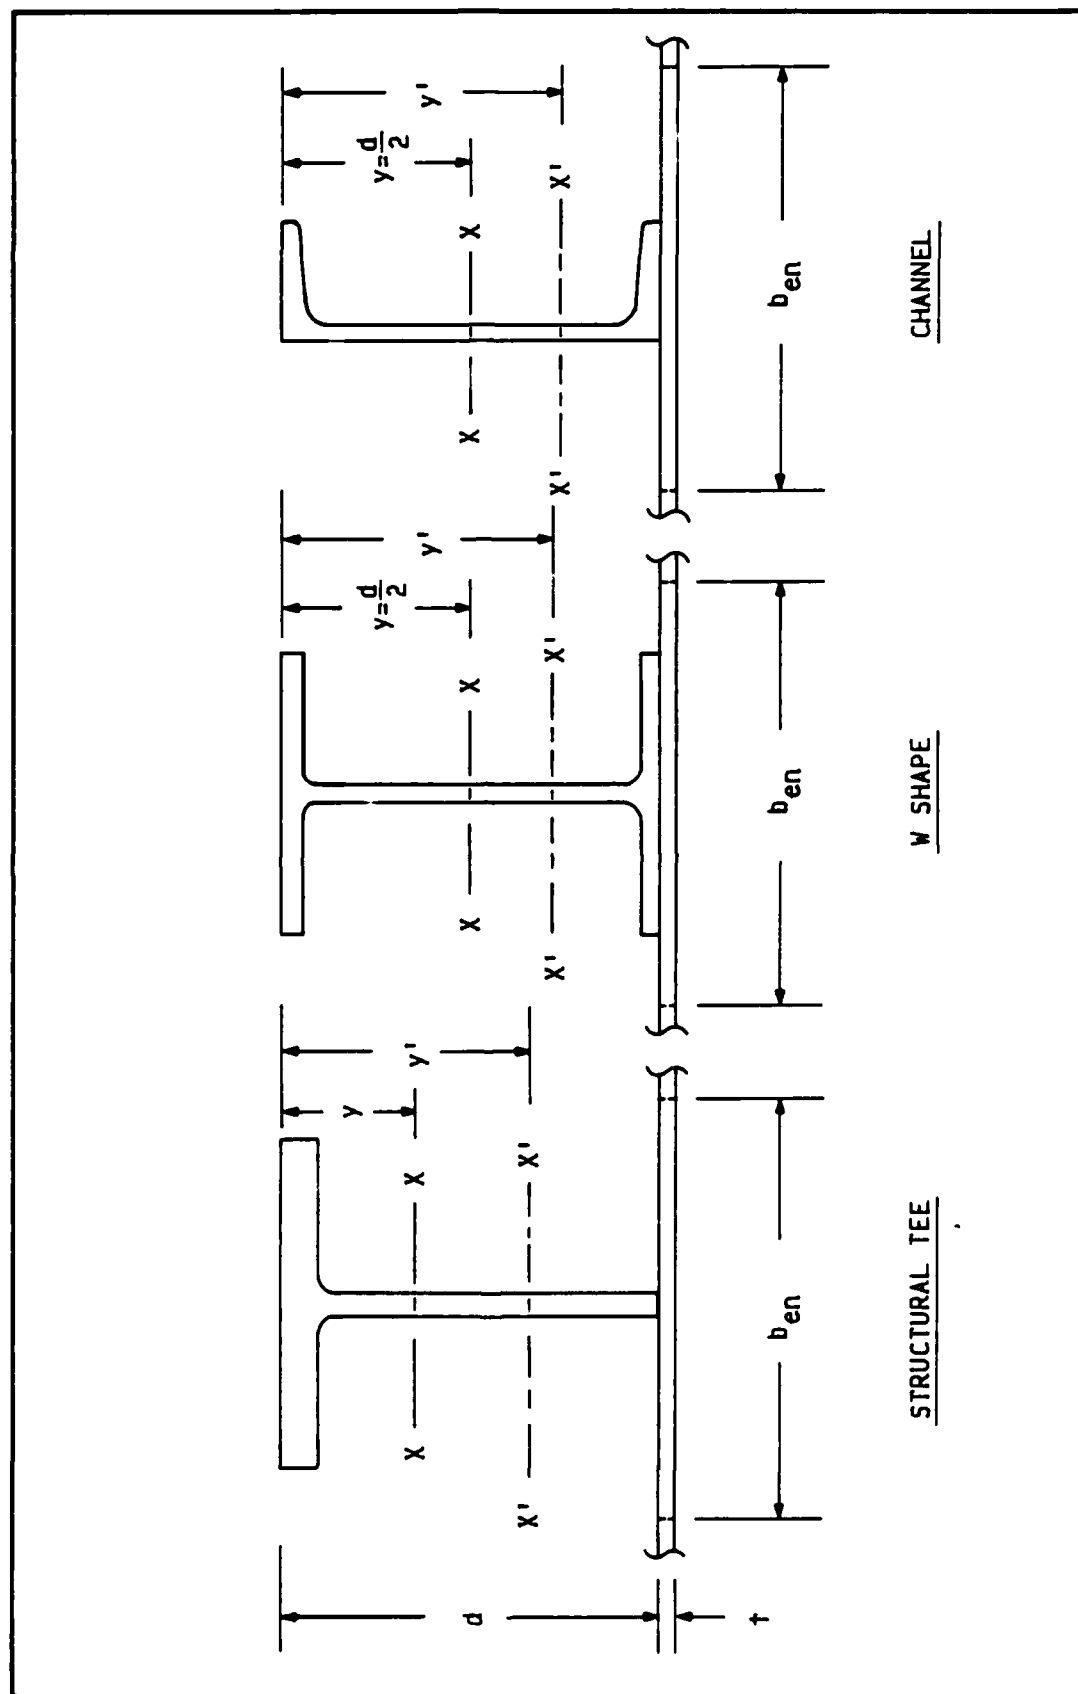 y
y'
y=d/2
y'
y=d/2
y'
X X
X X
X X
X' X'
X' X'
X' X'
d
t
b_en
b_en
b_en
STRUCTURAL TEE
W SHAPE
CHANNEL